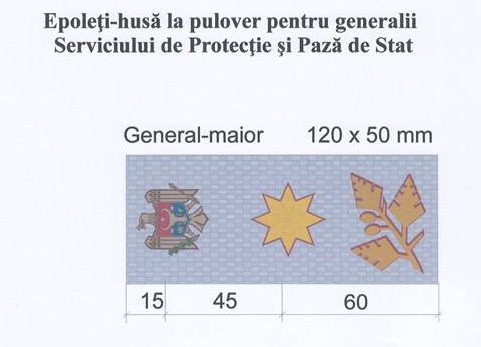 Epoleţi-husă la pulover pentru generalii
Serviciului de Protecţie şi Pază de Stat
General-maior 120 x 50 mm
15 45 60